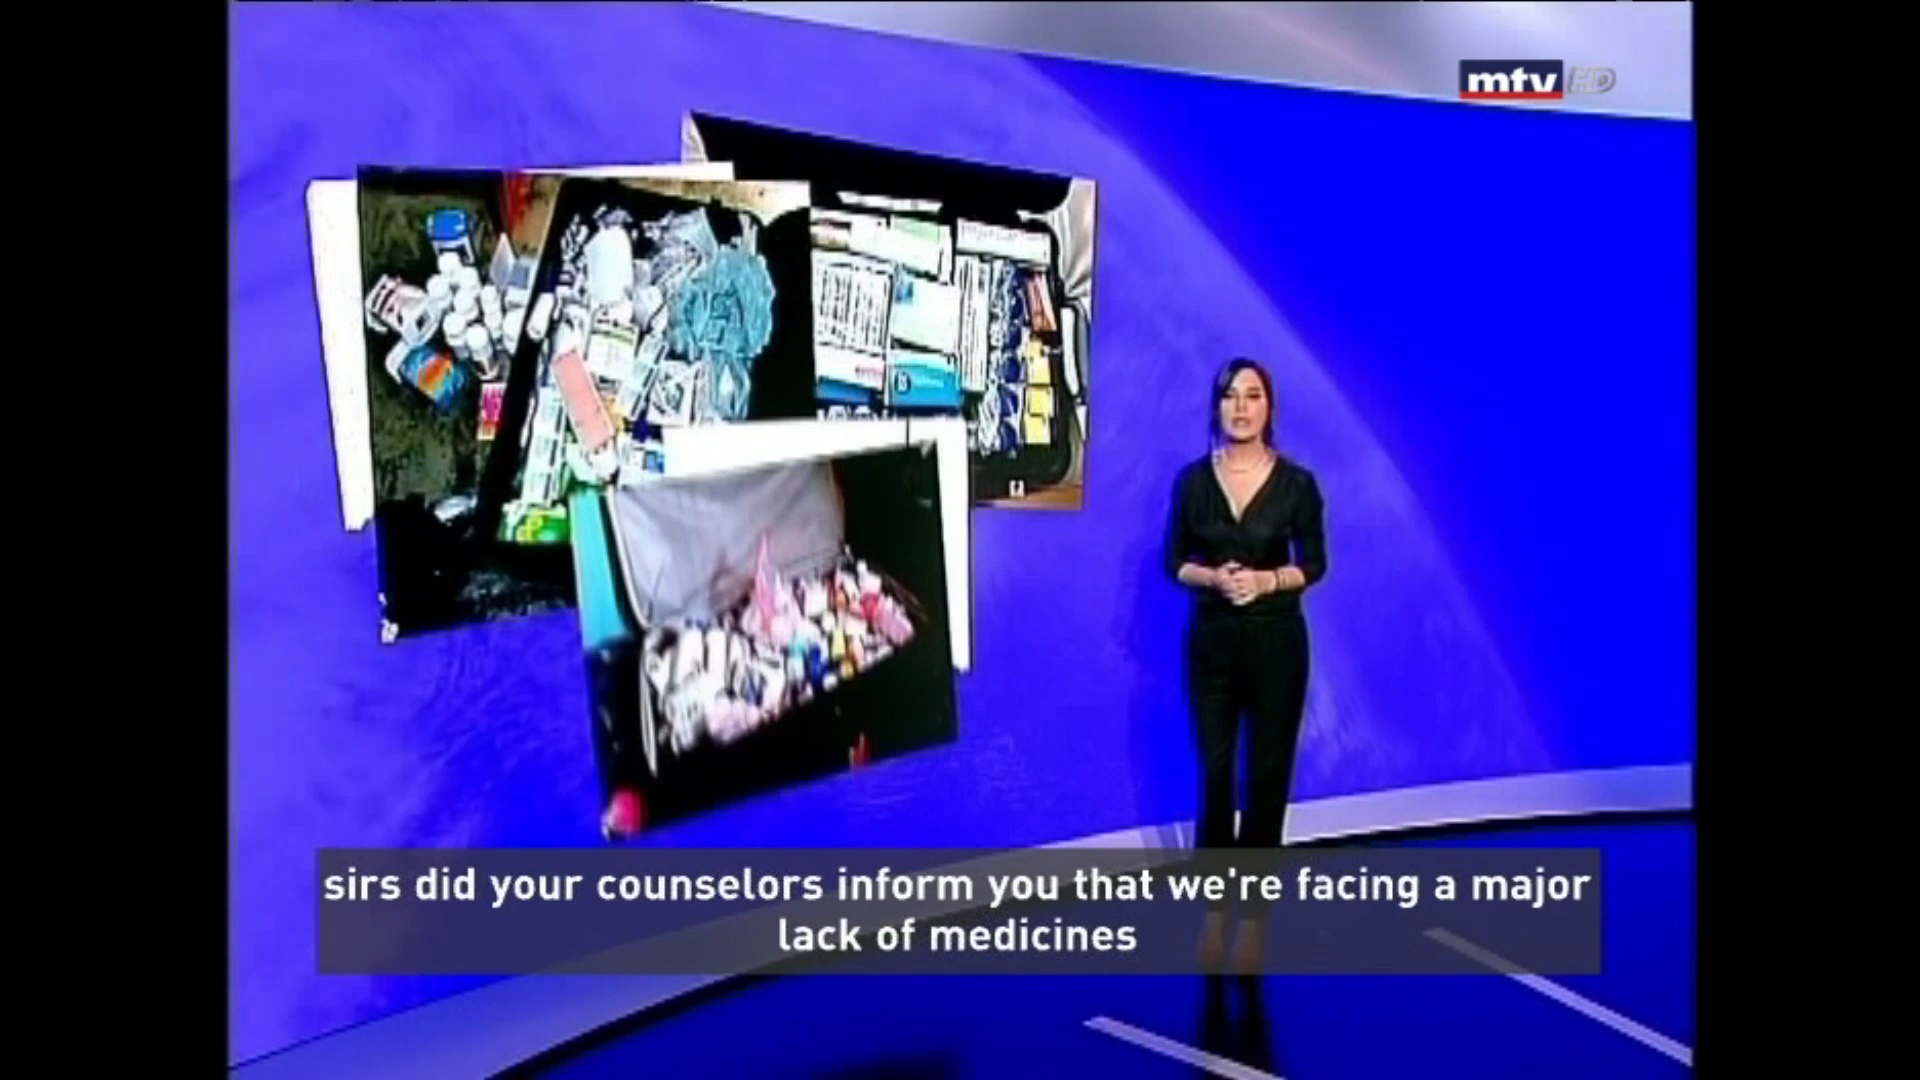 mtv HD
sirs did your counselors inform you that we're facing a major
lack of medicines